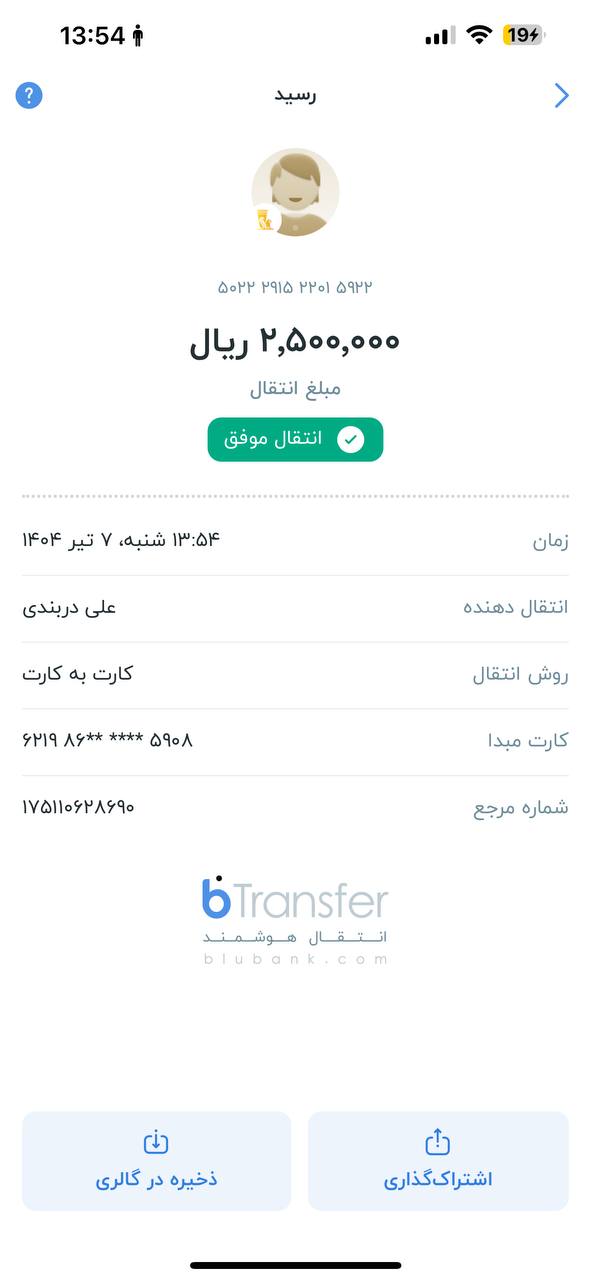 13:54
19
رسید
?
۵۰۲۲ ۲۹۱۵ ۲۲۰۱ ۵۹۲۲
۲,۵۰۰,۰۰۰ ریال
مبلغ انتقال
انتقال موفق
زمان ۱۳:۵۴ شنبه، ۷ تیر ۱۴۰۴
انتقال دهنده علی دربندی
روش انتقال کارت به کارت
کارت مبدا ۶۲۱۹ ۸۶** **** ۵۹۰۸
شماره مرجع ۱۷۵۱۱۰۶۲۸۶۹۰
bTransfer
انـتـقـال هـوشـمـنـد
blubank.com
اشتراک‌گذاری
ذخیره در گالری